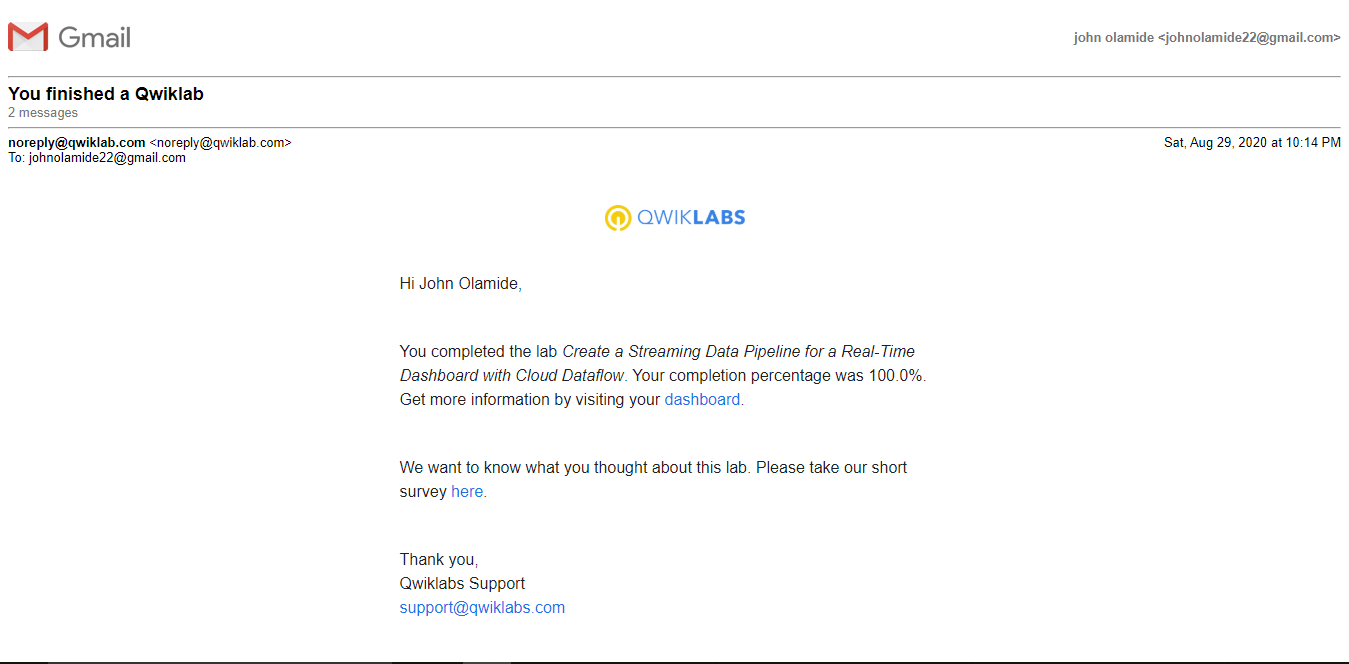 Gmail
john olamide <johnolamide22@gmail.com>
You finished a Qwiklab
2 messages
noreply@qwiklab.com <noreply@qwiklab.com>
Sat, Aug 29, 2020 at 10:14 PM
To: johnolamide22@gmail.com
QWIKLABS
Hi John Olamide,
You completed the lab Create a Streaming Data Pipeline for a Real-Time
Dashboard with Cloud Dataflow. Your completion percentage was 100.0%.
Get more information by visiting your dashboard.
We want to know what you thought about this lab. Please take our short
survey here.
Thank you,
Qwiklabs Support
support@qwiklabs.com